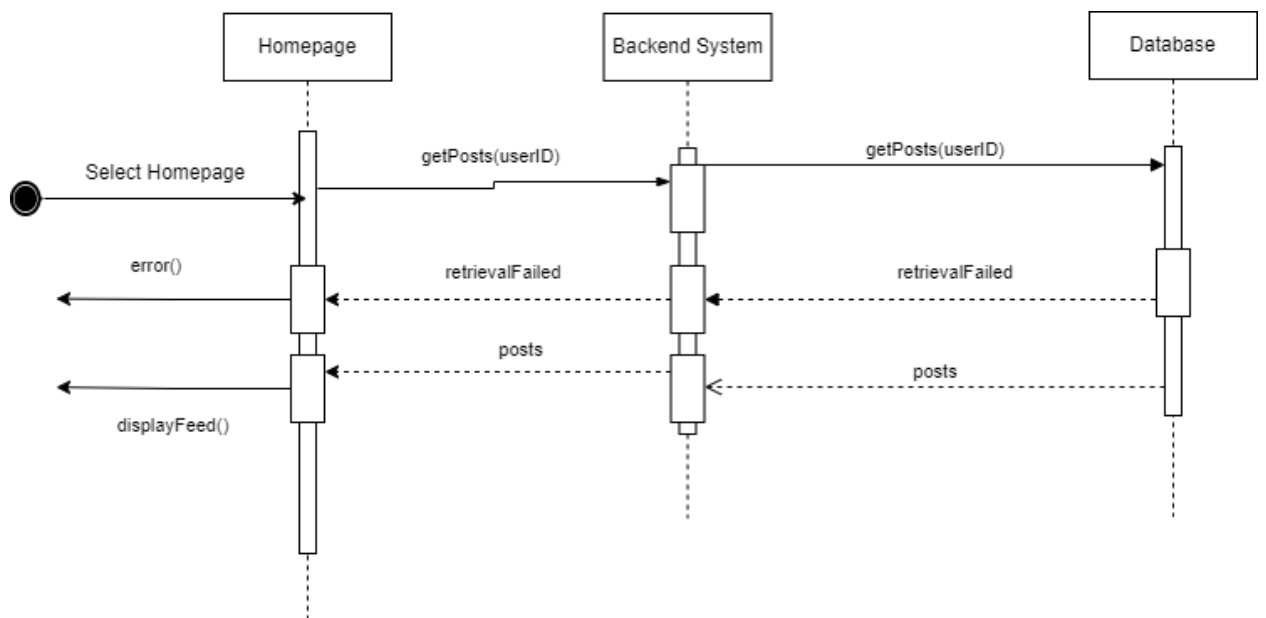 Homepage
Backend System
Database
Select Homepage
getPosts(userID)
getPosts(userID)
error()
retrievalFailed
retrievalFailed
posts
posts
displayFeed()